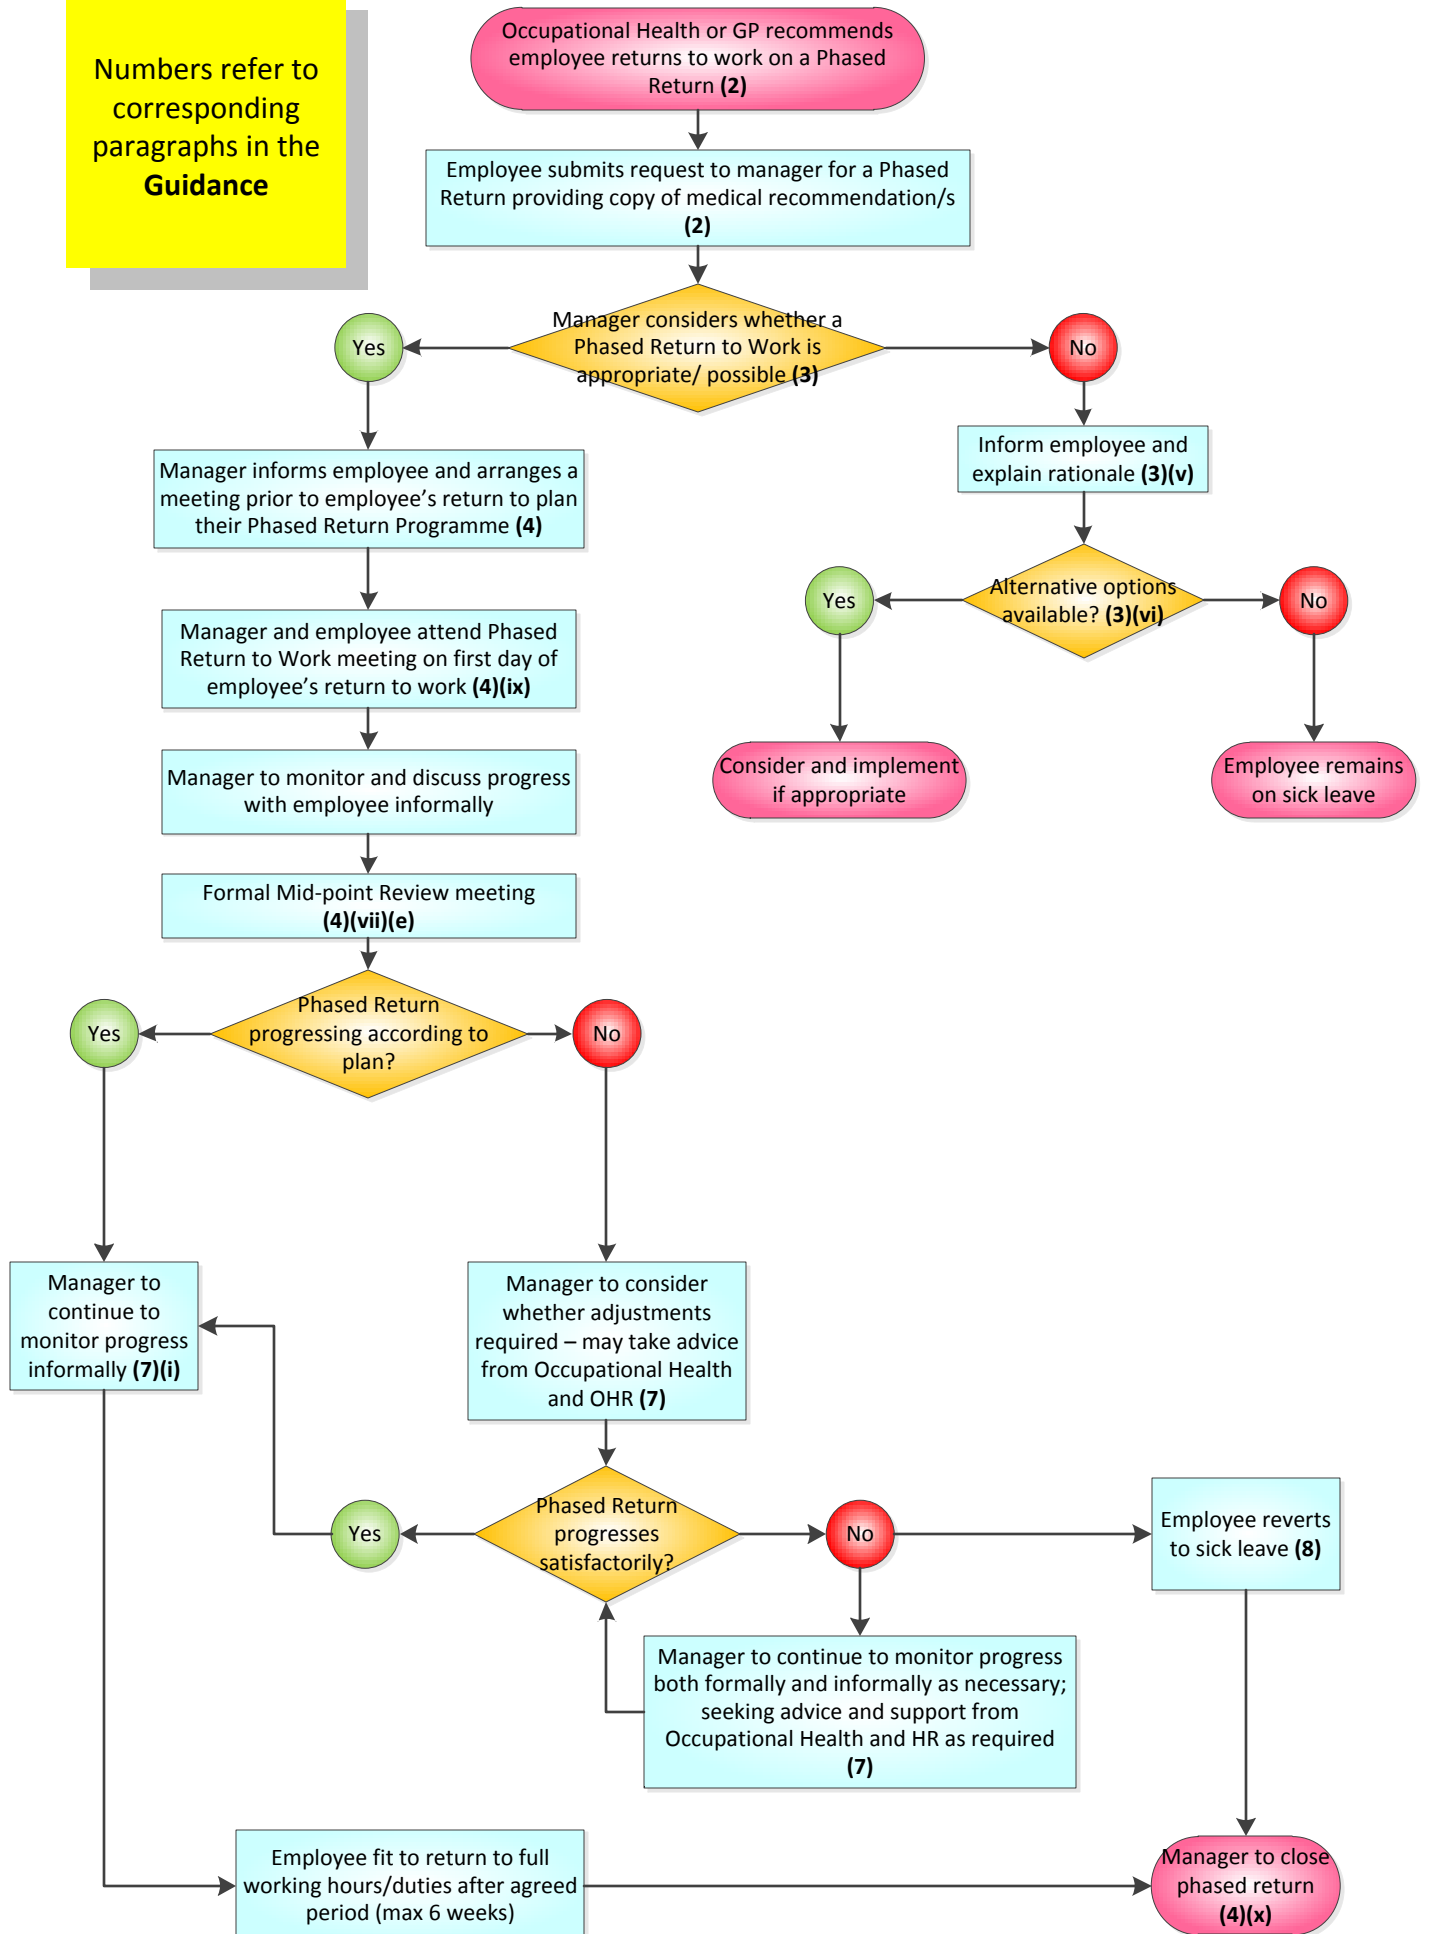 Numbers refer to
corresponding
paragraphs in the
Guidance
Occupational Health or GP recommends
employee returns to work on a Phased
Return (2)
Employee submits request to manager for a Phased
Return providing copy of medical recommendation/s
(2)
Manager considers whether a
Phased Return to Work is
appropriate/ possible (3)
Yes
No
Manager informs employee and arranges a
meeting prior to employee’s return to plan
their Phased Return Programme (4)
Inform employee and
explain rationale (3)(v)
Manager and employee attend Phased
Return to Work meeting on first day of
employee’s return to work (4)(ix)
Alternative options
available? (3)(vi)
Yes
No
Manager to monitor and discuss progress
with employee informally
Consider and implement
if appropriate
Employee remains
on sick leave
Formal Mid-point Review meeting
(4)(vii)(e)
Phased Return
progressing according to
plan?
Yes
No
Manager to
continue to
monitor progress
informally (7)(i)
Manager to consider
whether adjustments
required – may take advice
from Occupational Health
and OHR (7)
Phased Return
progresses
satisfactorily?
Yes
No
Employee reverts
to sick leave (8)
Manager to continue to monitor progress
both formally and informally as necessary;
seeking advice and support from
Occupational Health and HR as required
(7)
Employee fit to return to full
working hours/duties after agreed
period (max 6 weeks)
Manager to close
phased return
(4)(x)